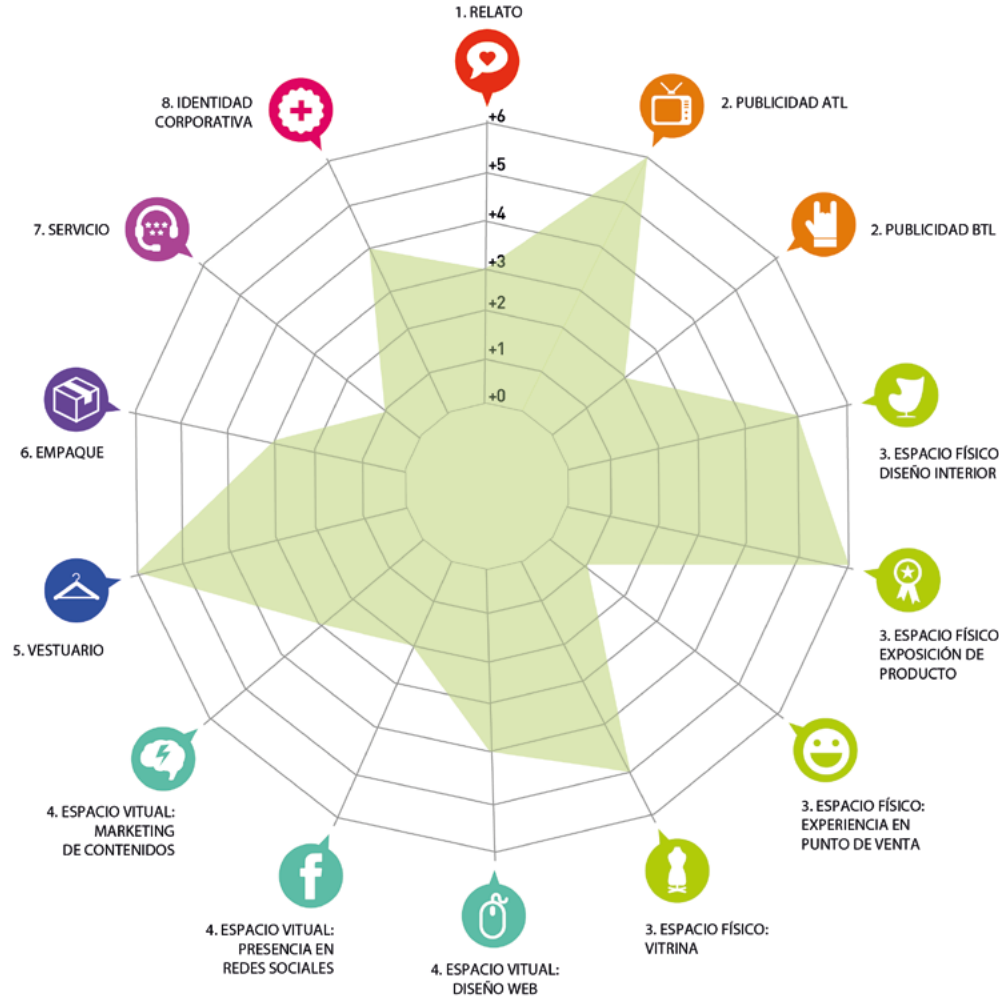 1. RELATO
2. PUBLICIDAD ATL
2. PUBLICIDAD BTL
3. ESPACIO FÍSICO
DISEÑO INTERIOR
3. ESPACIO FÍSICO
EXPOSICIÓN DE
PRODUCTO
3. ESPACIO FÍSICO:
EXPERIENCIA EN
PUNTO DE VENTA
3. ESPACIO FÍSICO:
VITRINA
4. ESPACIO VITUAL:
DISEÑO WEB
4. ESPACIO VITUAL:
PRESENCIA EN
REDES SOCIALES
4. ESPACIO VITUAL:
MARKETING
DE CONTENIDOS
5. VESTUARIO
6. EMPAQUE
7. SERVICIO
8. IDENTIDAD
CORPORATIVA
+6
+5
+4
+3
+2
+1
+0